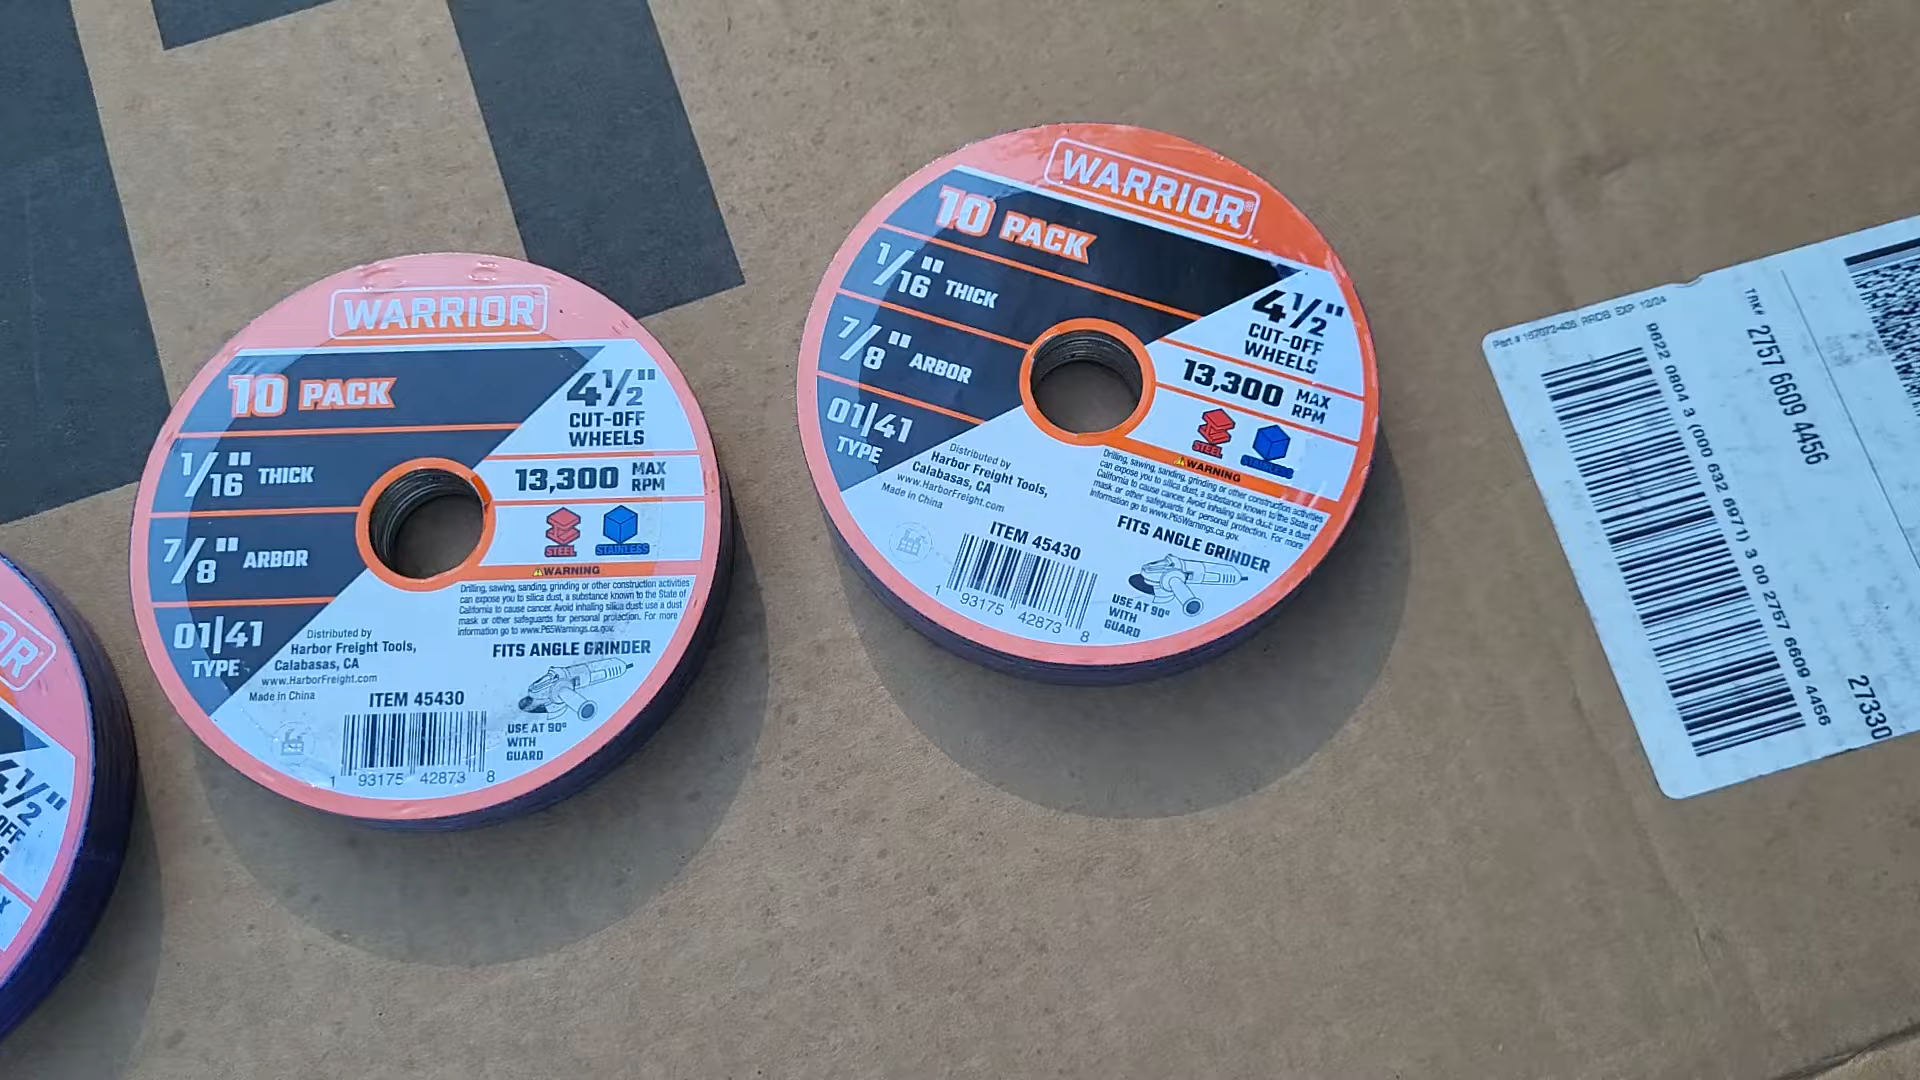 WARRIOR
10 PACK
1/16" THICK
7/8" ARBOR
01|41
TYPE
4½"
CUT-OFF
WHEELS
13,300 MAX RPM
STEEL
STAINLESS
WARNING
Drilling, sawing, sanding, grinding or other construction activities
can expose you to silica dust, a substance known to the State of
California to cause cancer. Avoid inhaling silica dust: use a dust
mask or other safeguards for personal protection. For more
information go to www.P65Warnings.ca.gov.
Distributed by
Harbor Freight Tools,
Calabasas, CA
www.HarborFreight.com
Made in China
FITS ANGLE GRINDER
ITEM 45430
USE AT 90°
WITH
GUARD
1 93175 42873 8
WARRIOR
10 PACK
1/16" THICK
7/8" ARBOR
01|41
TYPE
4½"
CUT-OFF
WHEELS
13,300 MAX RPM
STEEL
STAINLESS
WARNING
Drilling, sawing, sanding, grinding or other construction activities
can expose you to silica dust, a substance known to the State of
California to cause cancer. Avoid inhaling silica dust: use a dust
mask or other safeguards for personal protection. For more
information go to www.P65Warnings.ca.gov.
Distributed by
Harbor Freight Tools,
Calabasas, CA
www.HarborFreight.com
Made in China
FITS ANGLE GRINDER
ITEM 45430
USE AT 90°
WITH
GUARD
1 93175 42873 8
4½"
Part # 167072-435 RRDB EXP 12/24
9622 0804 3 (000 632 6971) 3 00 2757 6609 4456
TRK# 2757 6609 4456
27330